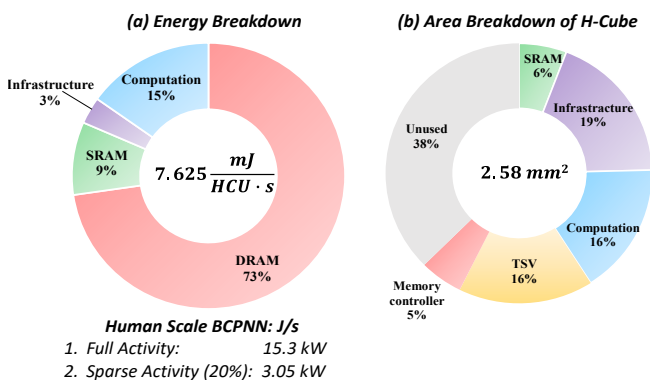 (a) Energy Breakdown
Infrastructure
3%
Computation
15%
SRAM
9%
7.625 mJ / HCU · s
DRAM
73%
Human Scale BCPNN: J/s
1. Full Activity: 15.3 kW
2. Sparse Activity (20%): 3.05 kW
(b) Area Breakdown of H-Cube
SRAM
6%
Infrastracture
19%
Unused
38%
2.58 mm²
Computation
16%
TSV
16%
Memory
controller
5%